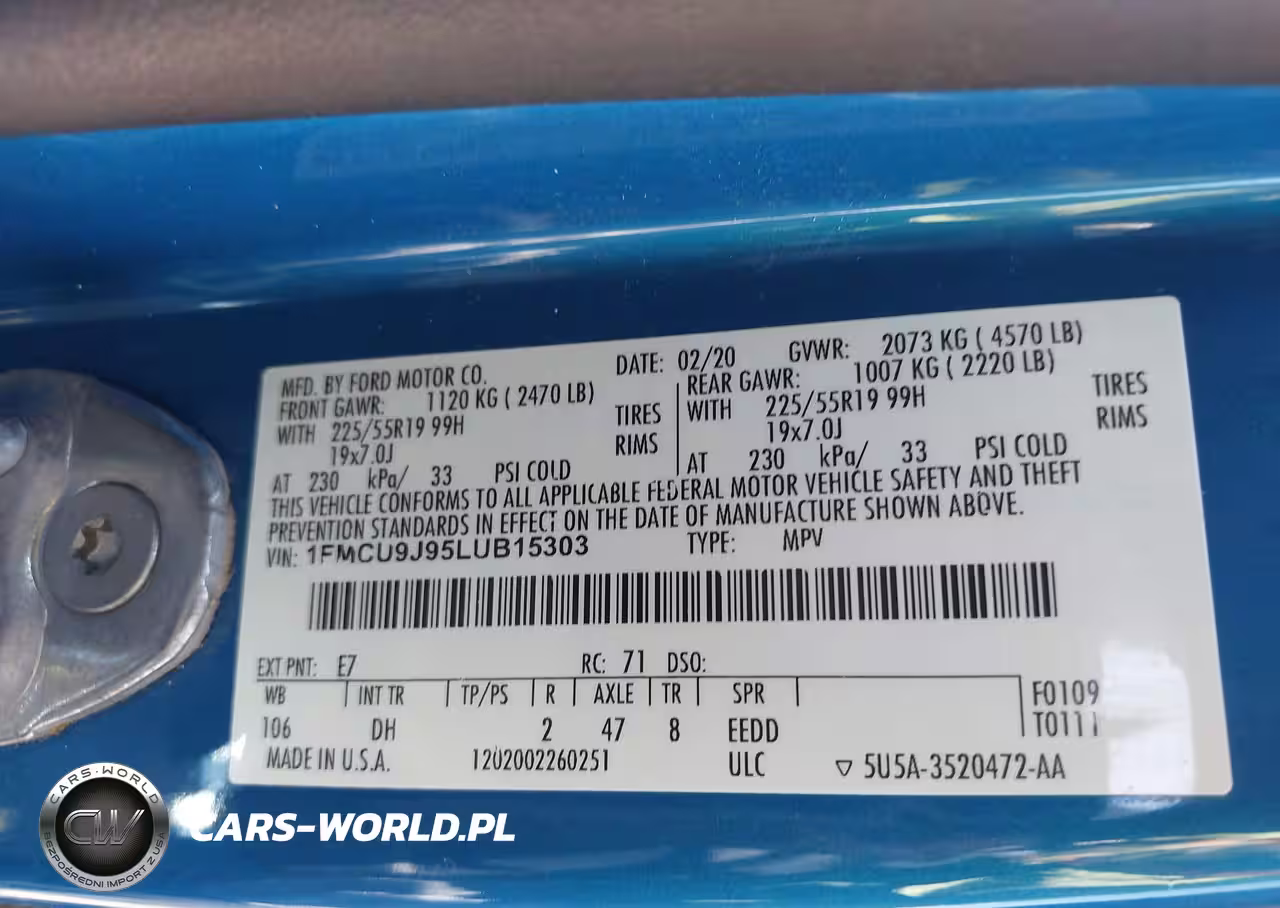 MFD. BY FORD MOTOR CO. DATE: 02/20 GVWR: 2073 KG ( 4570 LB)
FRONT GAWR: 1120 KG ( 2470 LB) REAR GAWR: 1007 KG ( 2220 LB)
WITH 225/55R19 99H TIRES WITH 225/55R19 99H TIRES
19x7.0J RIMS 19x7.0J RIMS
AT 230 kPa/ 33 PSI COLD AT 230 kPa/ 33 PSI COLD
THIS VEHICLE CONFORMS TO ALL APPLICABLE FEDERAL MOTOR VEHICLE SAFETY AND THEFT
PREVENTION STANDARDS IN EFFECT ON THE DATE OF MANUFACTURE SHOWN ABOVE.
VIN: 1FMCU9J95LUB15303 TYPE: MPV
EXT PNT: E7 RC: 71 DSO:
WB INT TR TP/PS R AXLE TR SPR F0109
106 DH 2 47 8 EEDD T0111
MADE IN U.S.A. 1202002260251 ULC ▽ 5U5A-3520472-AA
CARS-WORLD
CW
BEZPOŚREDNI IMPORT Z USA
CARS-WORLD.PL